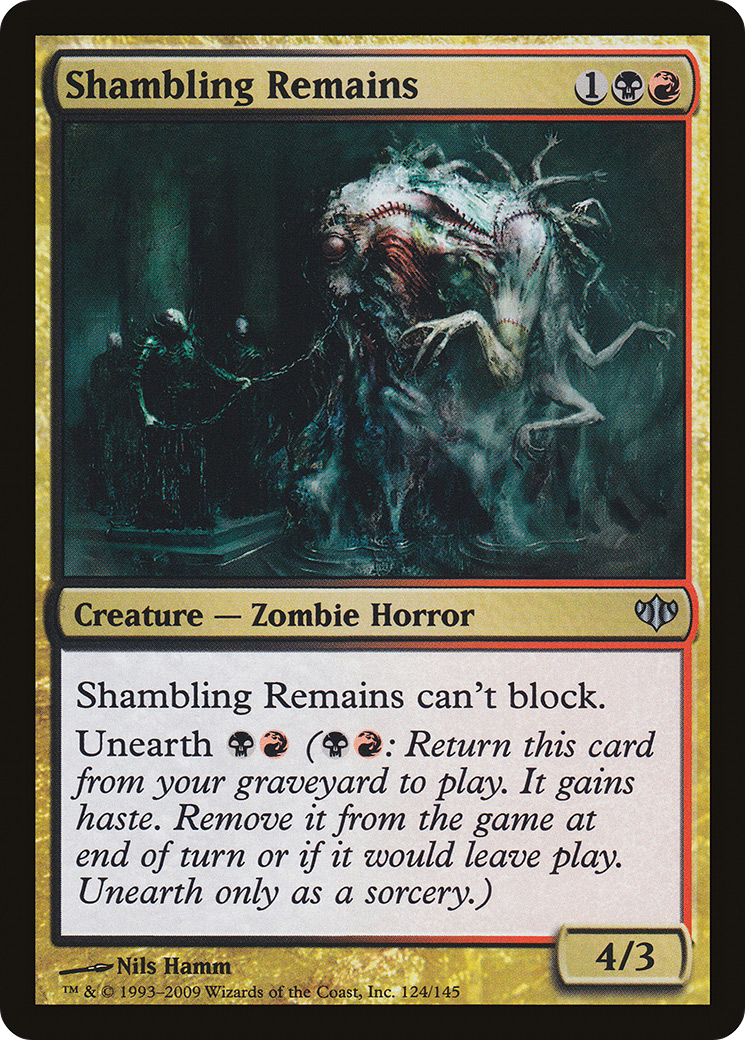 Shambling Remains 1
Creature — Zombie Horror
Shambling Remains can't block.
Unearth (: Return this card
from your graveyard to play. It gains
haste. Remove it from the game at
end of turn or if it would leave play.
Unearth only as a sorcery.)
4/3
Nils Hamm
™ & © 1993–2009 Wizards of the Coast, Inc. 124/145